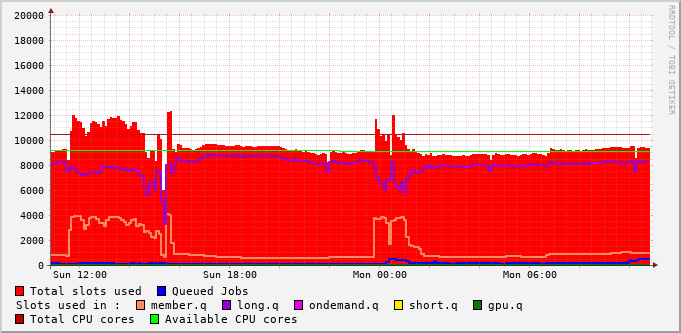 20000
18000
16000
14000
12000
10000
8000
6000
4000
2000
0
Sun 12:00 Sun 18:00 Mon 00:00 Mon 06:00
Total slots used Queued Jobs
Slots used in : member.q long.q ondemand.q short.q gpu.q
Total CPU cores Available CPU cores
RRDTOOL / TOBI OETIKER